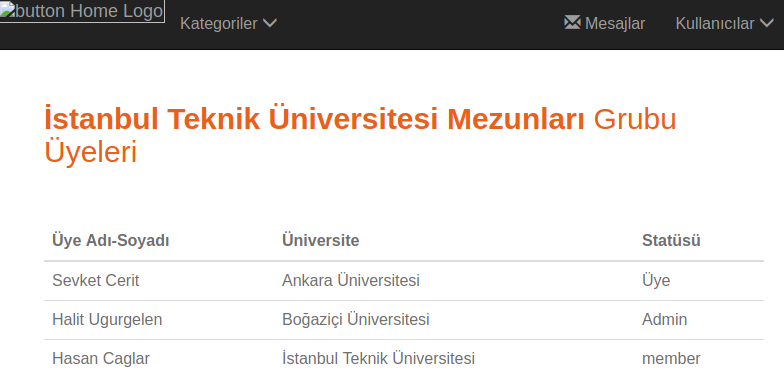 button Home Logo Kategoriler Mesajlar Kullanıcılar
İstanbul Teknik Üniversitesi Mezunları Grubu
Üyeleri
Üye Adı-Soyadı Üniversite Statüsü
Sevket Cerit Ankara Üniversitesi Üye
Halit Ugurgelen Boğaziçi Üniversitesi Admin
Hasan Caglar İstanbul Teknik Üniversitesi member